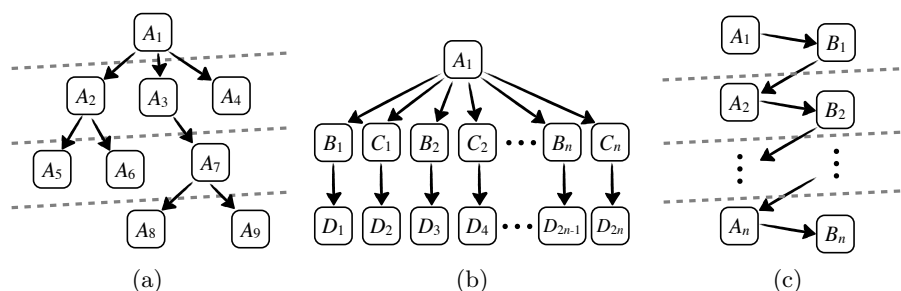 A1
A2 A3 A4
A5 A6 A7
A8 A9
(a)
A1
B1 C1 B2 C2 ••• Bn Cn
D1 D2 D3 D4 ••• D2n-1 D2n
(b)
A1 B1
A2 B2
An Bn
(c)